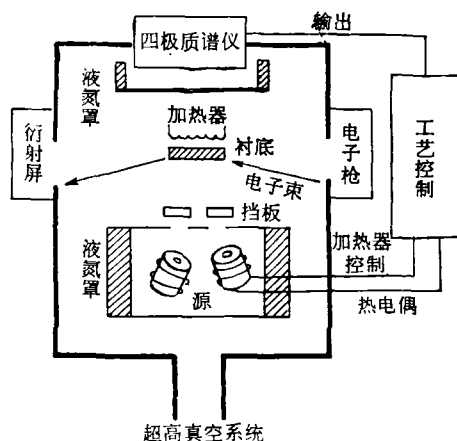 四极质谱仪
输出
液氮罩
加热器
衍射屏
衬底
电子枪
工艺控制
电子束
挡板
液氮罩
加热器
控制
源
热电偶
超高真空系统